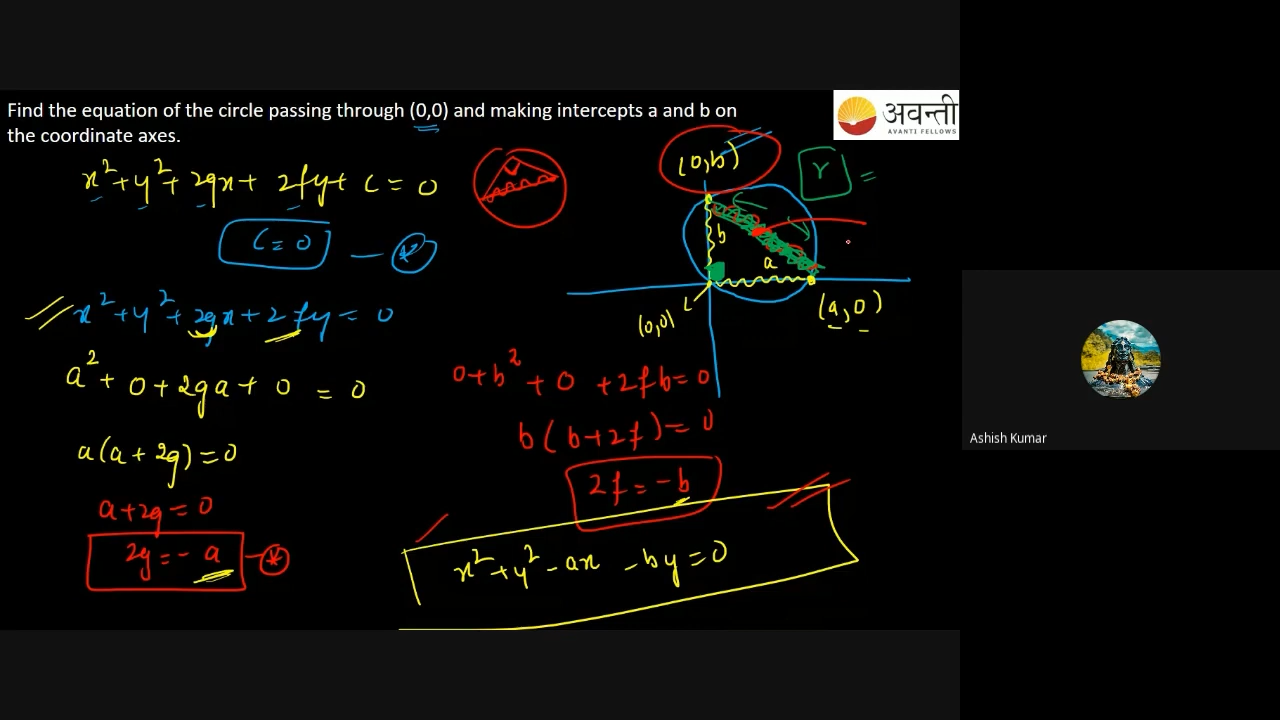 Find the equation of the circle passing through (0,0) and making intercepts a and b on
the coordinate axes.
अवन्ती
AVANTI FELLOWS
x²+y²+2gx+ 2fy+ c = 0
c = 0 — *
x²+y²+2gx+2fy = 0
a² + 0 + 2ga + 0 = 0
a(a + 2g) = 0
a+2g = 0
2g = - a - *
(0,b)
r =
b
a
(0,0)
(a,0)
0+b² + 0 + 2fb = 0
b ( b+2f ) = 0
2f = - b
x² + y² - ax - by = 0
Ashish Kumar